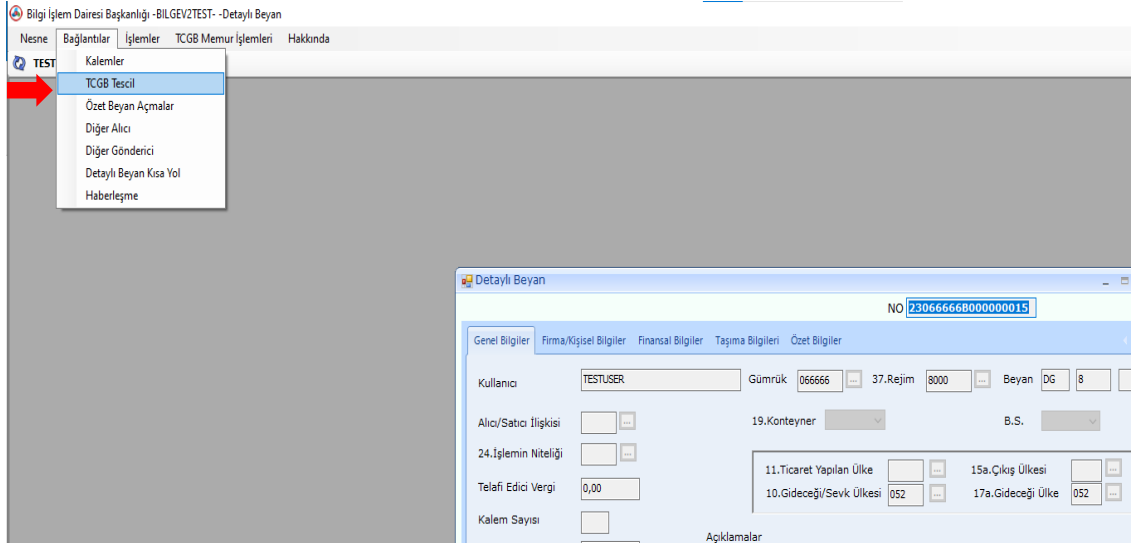 Bilgi İşlem Dairesi Başkanlığı -BILGEV2TEST- -Detaylı Beyan
Nesne Bağlantılar İşlemler TCGB Memur İşlemleri Hakkında
TEST
Kalemler
TCGB Tescil
Özet Beyan Açmalar
Diğer Alıcı
Diğer Gönderici
Detaylı Beyan Kısa Yol
Haberleşme
Detaylı Beyan
NO 23066666B000000015
Genel Bilgiler Firma/Kişisel Bilgiler Finansal Bilgiler Taşıma Bilgileri Özet Bilgiler
Kullanıcı TESTUSER Gümrük 066666 ... 37.Rejim 8000 ... Beyan DG 8
Alıcı/Satıcı İlişkisi ... 19.Konteyner B.S.
24.İşlemin Niteliği ...
11.Ticaret Yapılan Ülke ... 15a.Çıkış Ülkesi ...
Telafi Edici Vergi 0,00
10.Gideceği/Sevk Ülkesi 052 ... 17a.Gideceği Ülke 052 ...
Kalem Sayısı
Açıklamalar